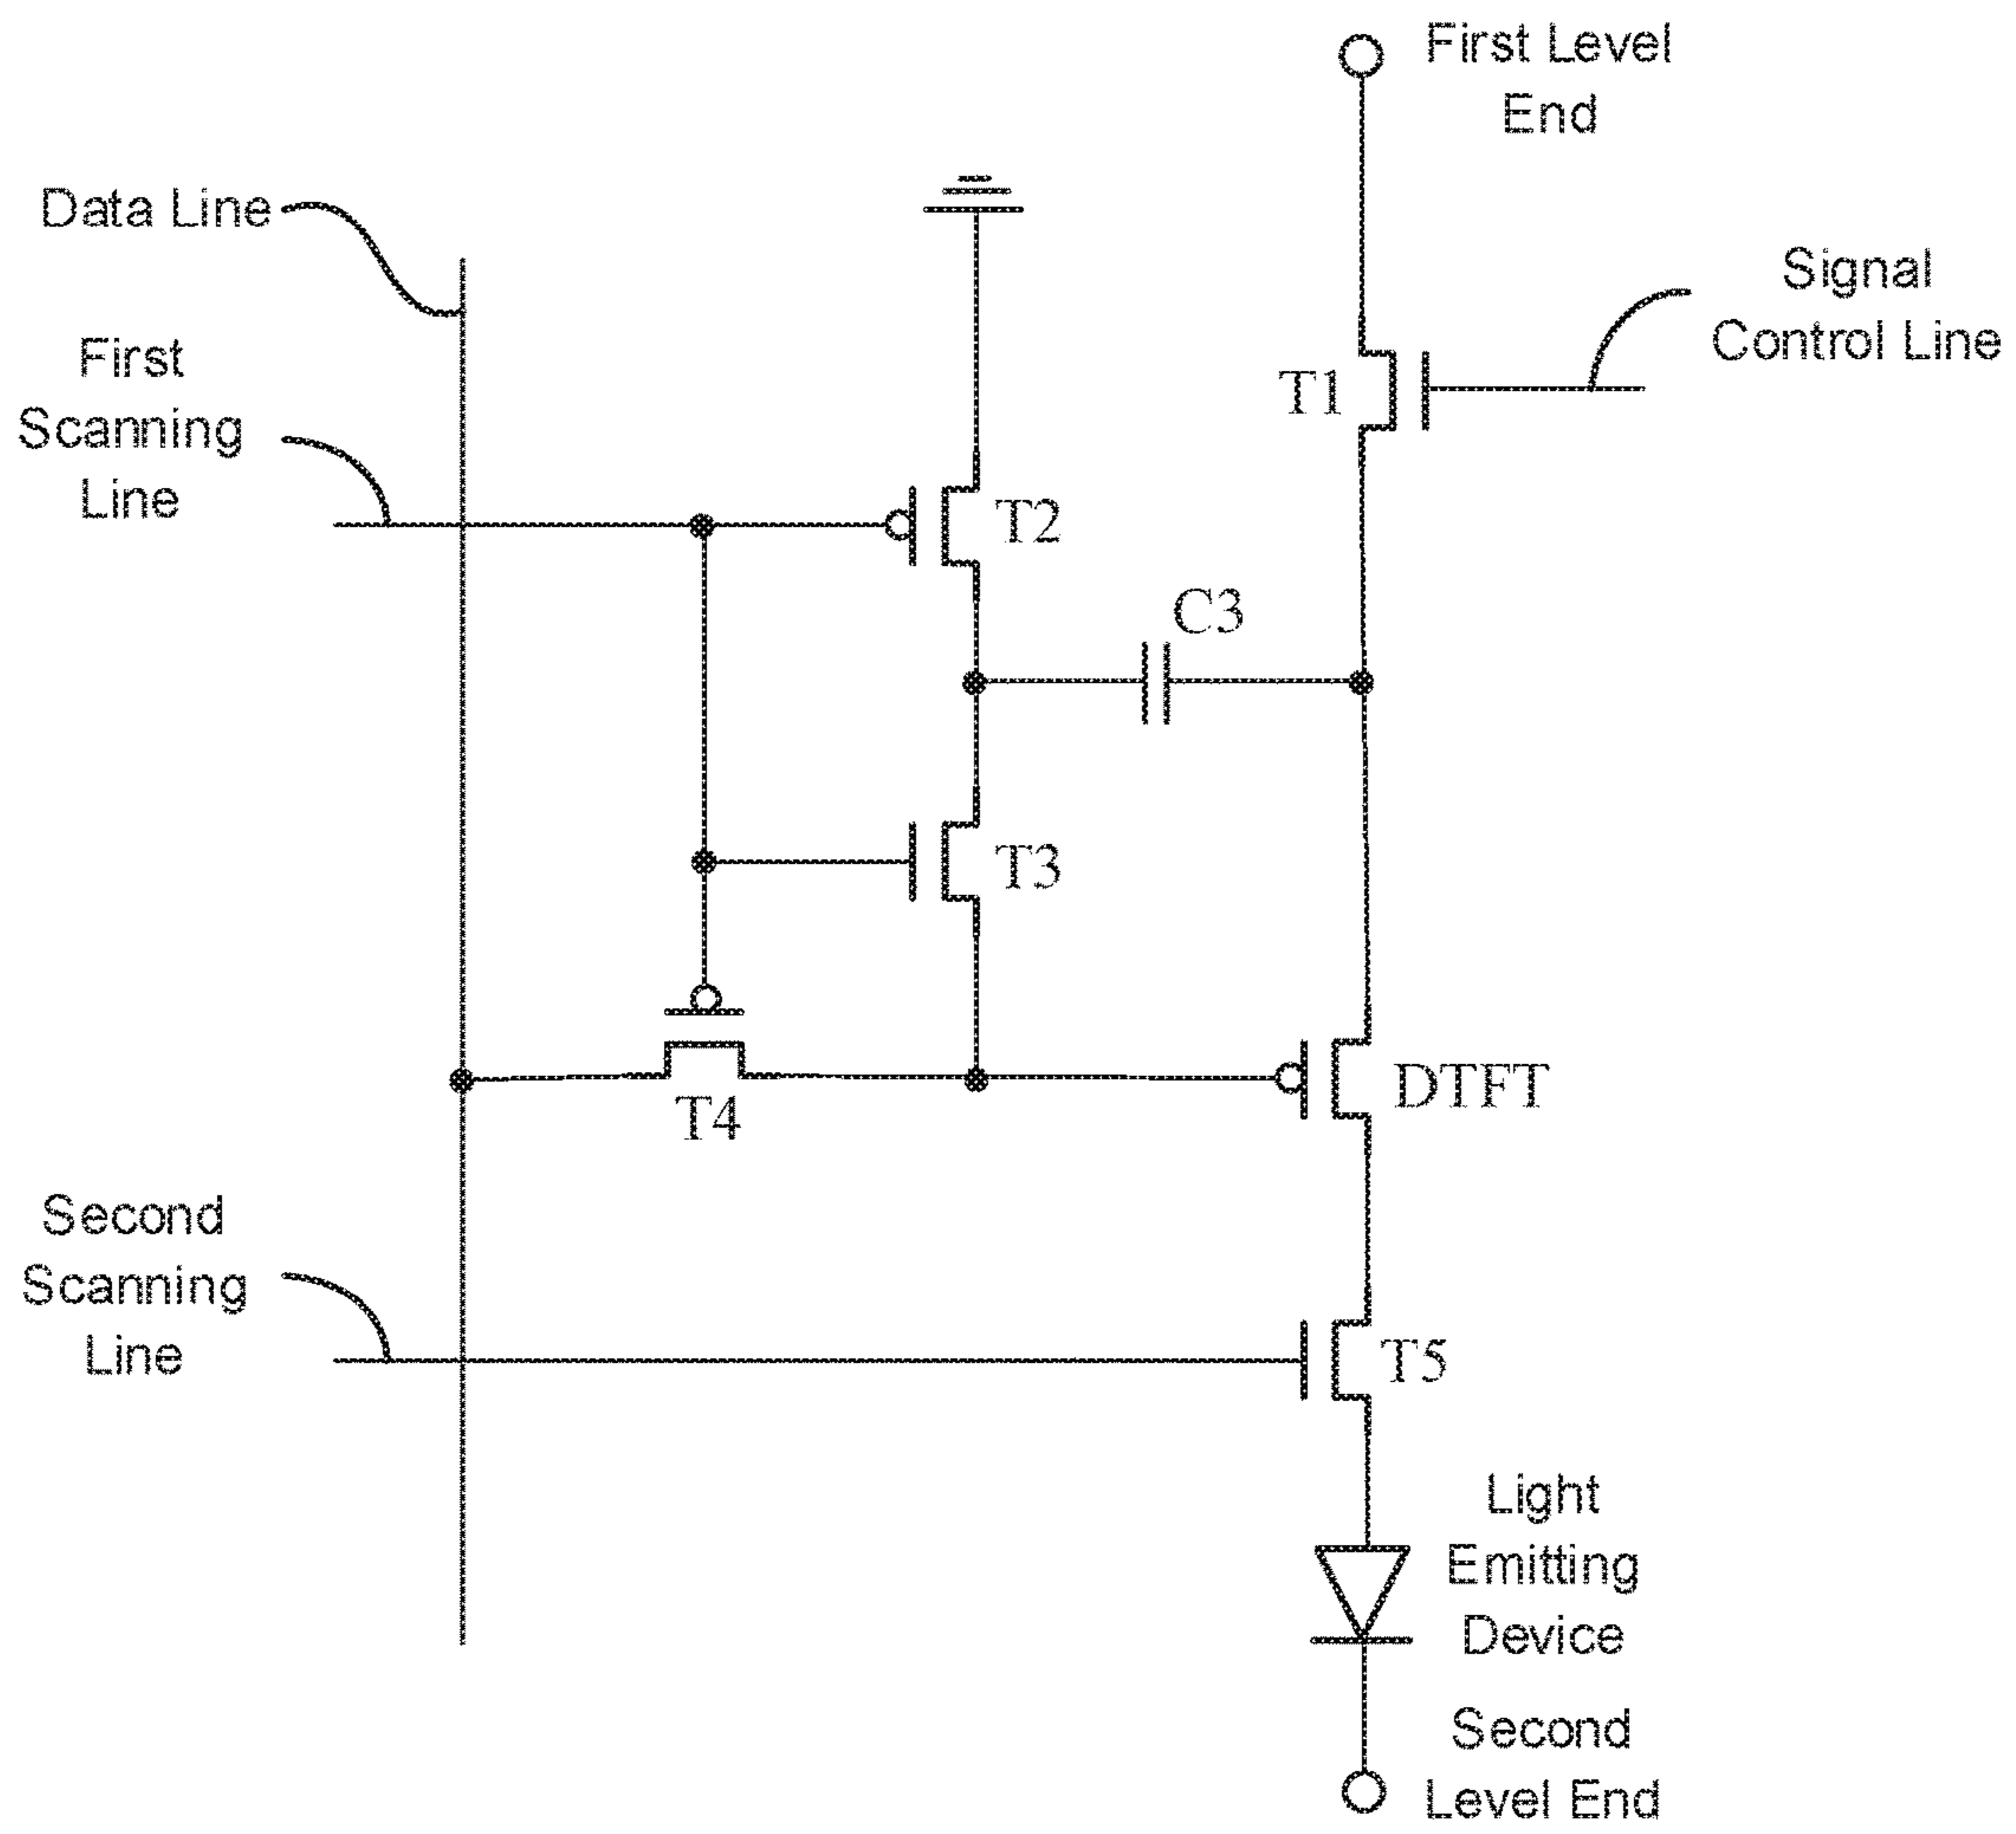 First Level
End
Data Line
Signal
Control Line
First
Scanning
Line
T1
T2
C3
T3
T4
DTFT
Second
Scanning
Line
T5
Light
Emitting
Device
Second
Level End